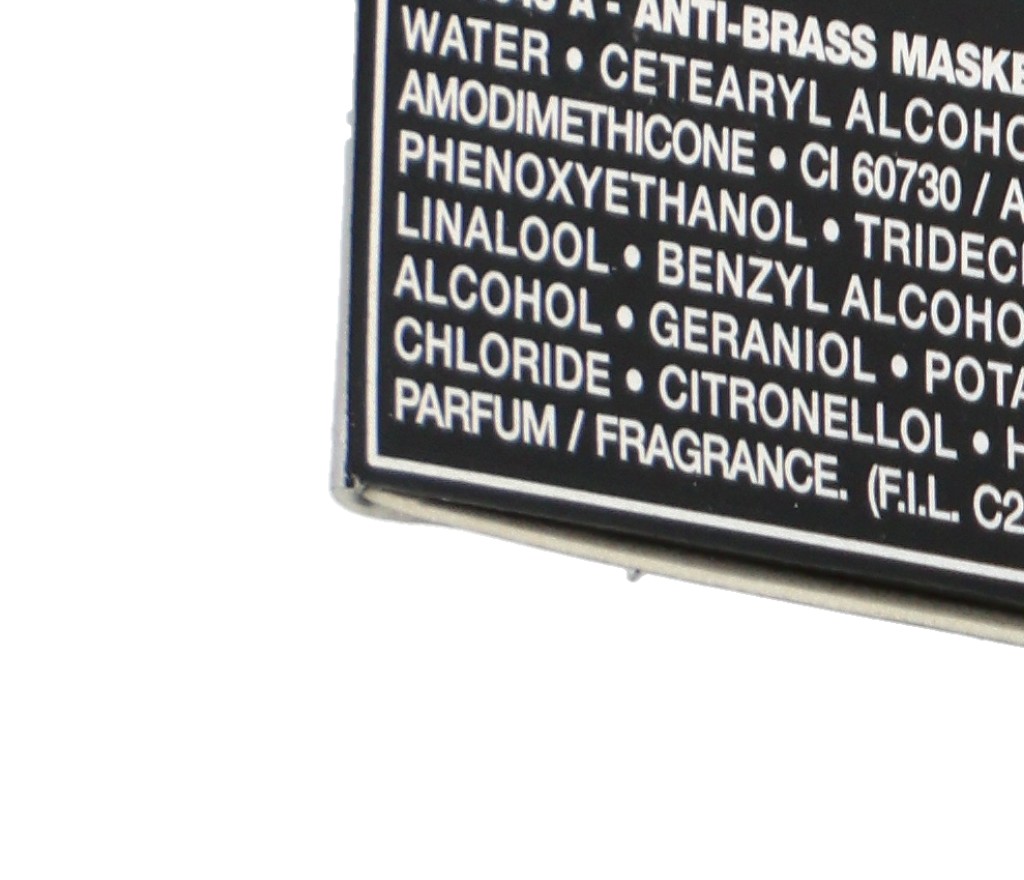 A - ANTI-BRASS MASKE
WATER • CETEARYL ALCOHO
AMODIMETHICONE • CI 60730 / A
PHENOXYETHANOL • TRIDEC
LINALOOL • BENZYL ALCOHO
ALCOHOL • GERANIOL • POTA
CHLORIDE • CITRONELLOL • H
PARFUM / FRAGRANCE. (F.I.L. C2